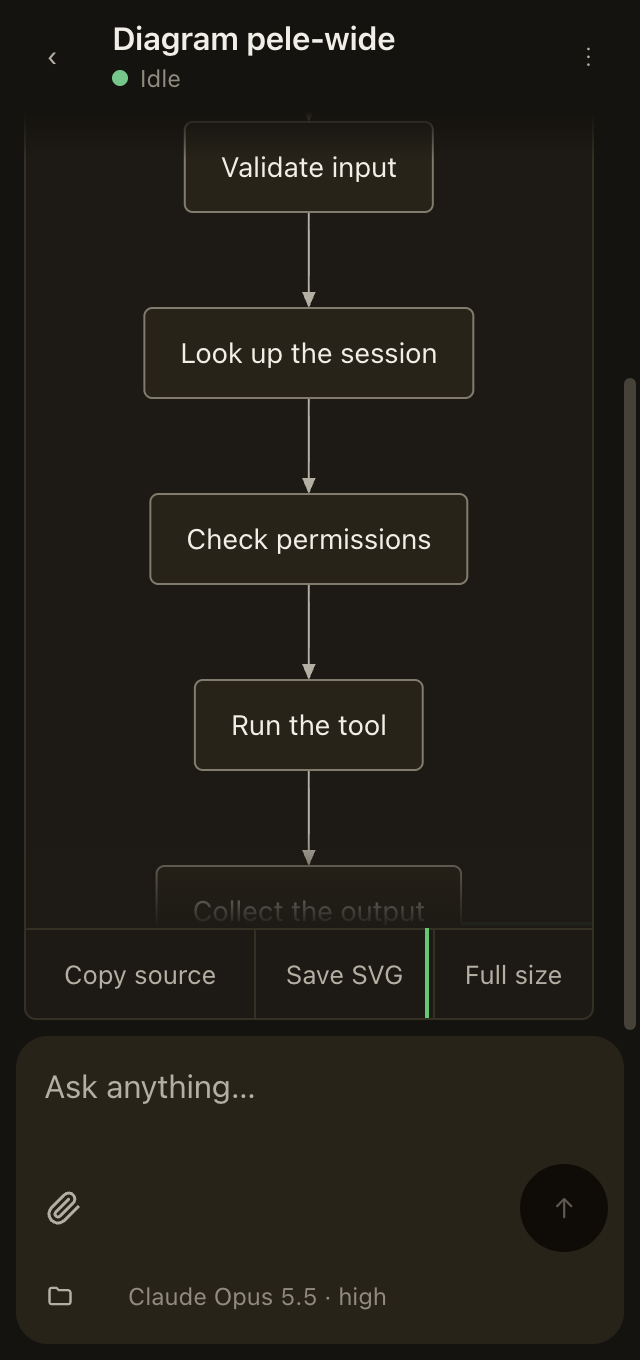 Diagram pele-wide
Idle
Validate input
Look up the session
Check permissions
Run the tool
Collect the output
Copy source
Save SVG
Full size
Ask anything...
Claude Opus 5.5 · high